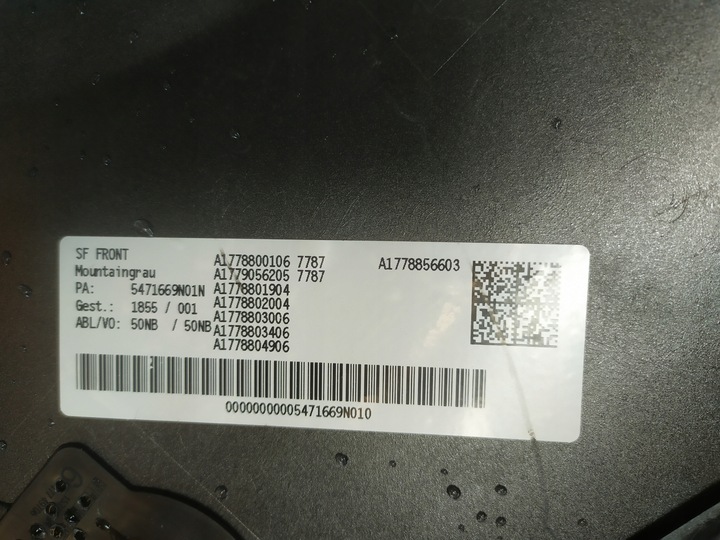 SF FRONT
Mountaingrau
PA: 5471669N01N
Gest.: 1855 / 001
ABL/VO: 50NB / 50NB
A1778800106 7787
A1779056205 7787
A1778801904
A1778802004
A1778803006
A1778803406
A1778804906
A1778856603
00000000005471669N010